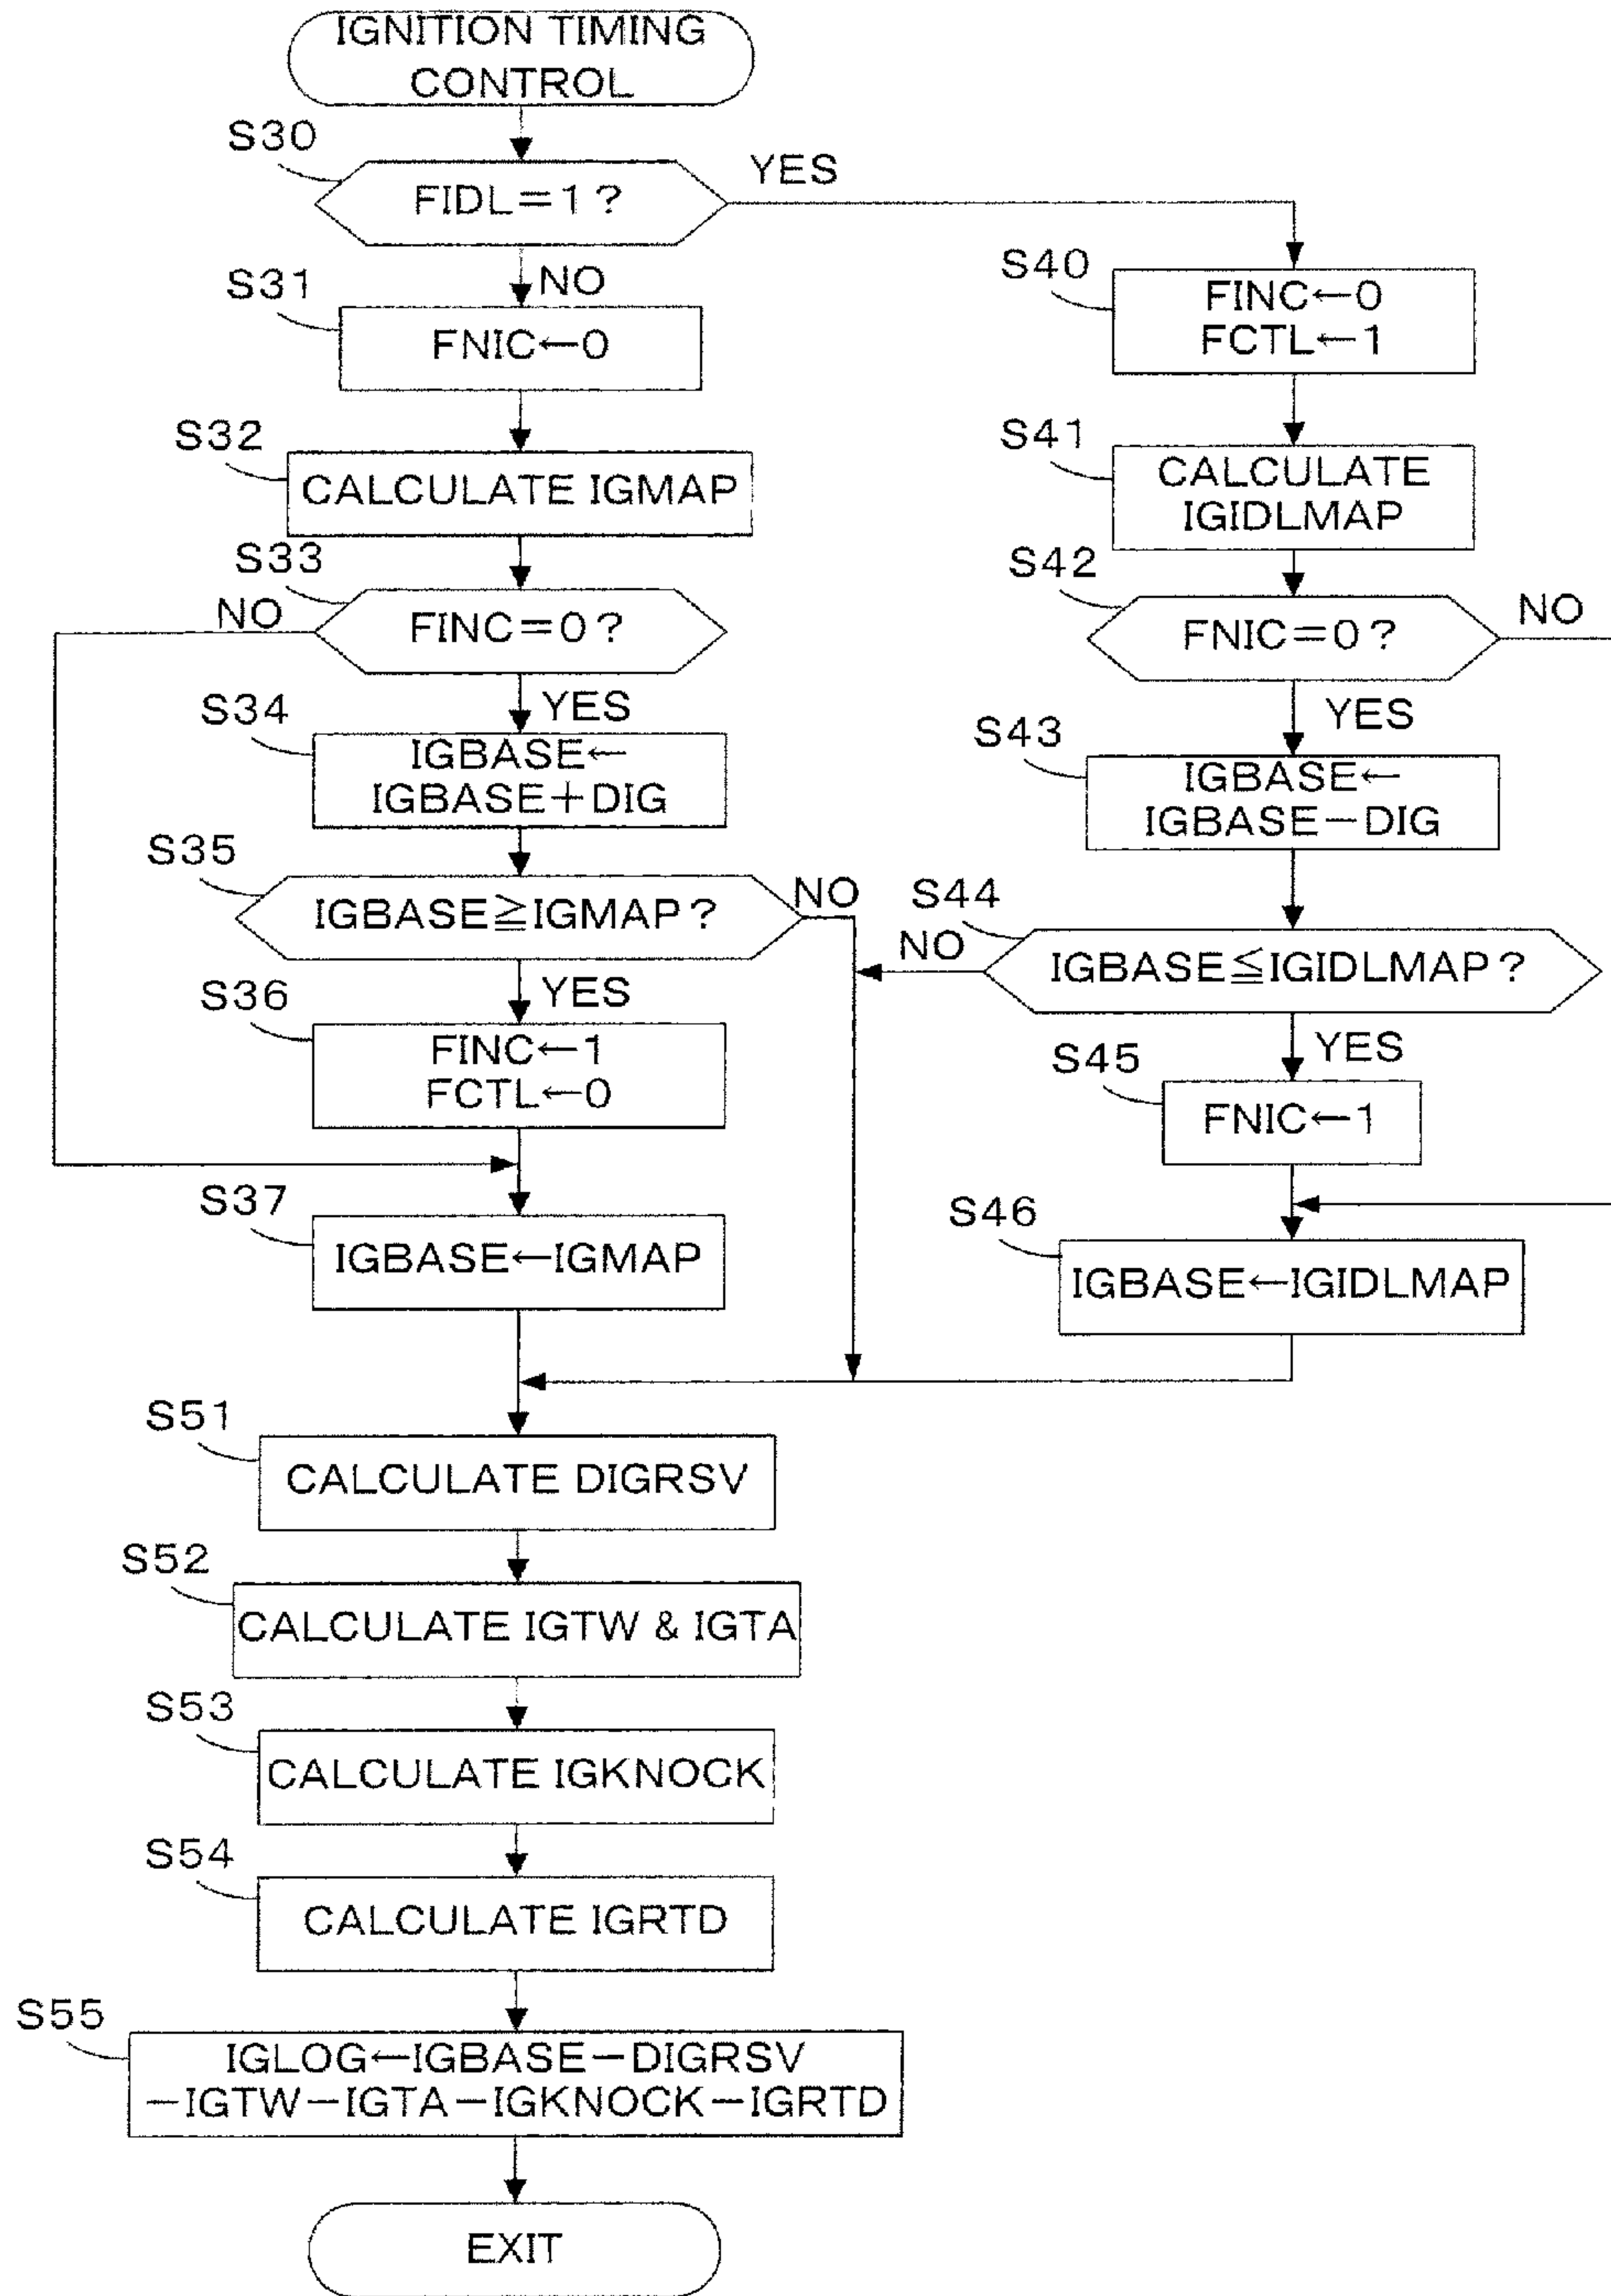 IGNITION TIMING
CONTROL
S30
FIDL=1?
YES
NO
S31
FNIC←0
S32
CALCULATE IGMAP
S33
FINC=0?
NO
YES
S34
IGBASE←
IGBASE+DIG
S35
IGBASE≧IGMAP?
NO
YES
S36
FINC←1
FCTL←0
S37
IGBASE←IGMAP
S40
FINC←0
FCTL←1
S41
CALCULATE
IGIDLMAP
S42
FNIC=0?
NO
YES
S43
IGBASE←
IGBASE−DIG
S44
IGBASE≦IGIDLMAP?
NO
YES
S45
FNIC←1
S46
IGBASE←IGIDLMAP
S51
CALCULATE DIGRSV
S52
CALCULATE IGTW & IGTA
S53
CALCULATE IGKNOCK
S54
CALCULATE IGRTD
S55
IGLOG←IGBASE−DIGRSV
−IGTW−IGTA−IGKNOCK−IGRTD
EXIT